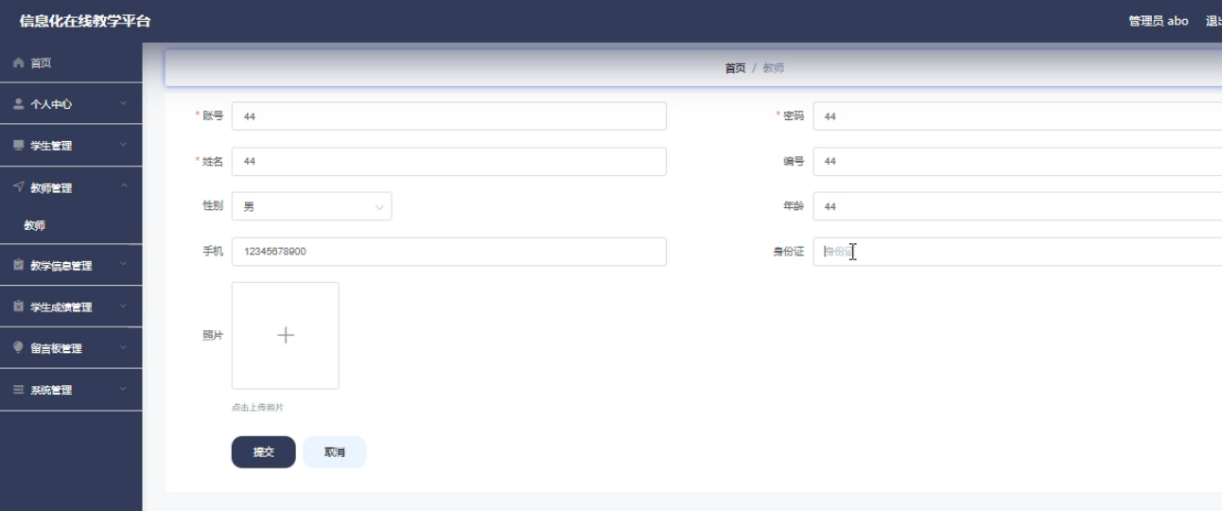 信息化在线教学平台
管理员 abo
首页
个人中心
学生管理
教师管理
教师
教学信息管理
学生成绩管理
留言板管理
系统管理
首页 / 教师
* 账号 44
* 密码 44
* 姓名 44
编号 44
性别 男
年龄 44
手机 12345678900
身份证 身份证
照片
点击上传照片
提交 取消